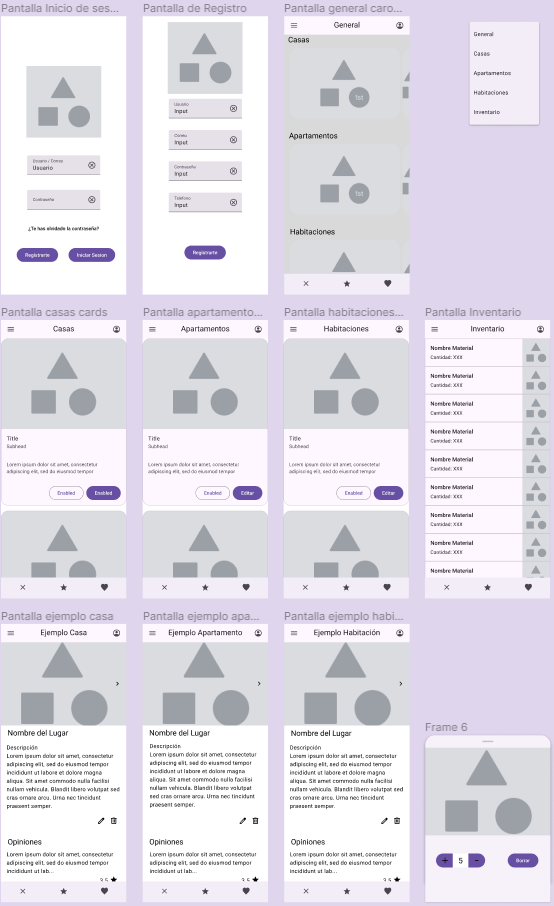 Pantalla Inicio de ses...
Usuario / Correo
Usuario
Contraseña
¿Te has olvidado la contraseña?
Registrarte
Iniciar Sesion
Pantalla de Registro
Usuario
Input
Correo
Input
Contraseña
Input
Telefono
Input
Registrarte
Pantalla general caro...
General
Casas
Apartamentos
Habitaciones
General
Casas
Apartamentos
Habitaciones
Inventario
Pantalla casas cards
Casas
Title
Subhead
Lorem ipsum dolor sit amet, consectetur
adipiscing elit, sed do eiusmod tempor
Enabled
Enabled
Pantalla apartamento...
Apartamentos
Title
Subhead
Lorem ipsum dolor sit amet, consectetur
adipiscing elit, sed do eiusmod tempor
Enabled
Editar
Pantalla habitaciones...
Habitaciones
Title
Subhead
Lorem ipsum dolor sit amet, consectetur
adipiscing elit, sed do eiusmod tempor
Enabled
Editar
Pantalla Inventario
Inventario
Nombre Material
Cantidad: XXX
Nombre Material
Cantidad: XXX
Nombre Material
Cantidad: XXX
Nombre Material
Cantidad: XXX
Nombre Material
Cantidad: XXX
Nombre Material
Cantidad: XXX
Nombre Material
Cantidad: XXX
Nombre Material
Cantidad: XXX
Nombre Material
Pantalla ejemplo casa
Ejemplo Casa
Nombre del Lugar
Descripción
Lorem ipsum dolor sit amet, consectetur
adipiscing elit, sed do eiusmod tempor
incididunt ut labore et dolore magna
aliqua. Sit amet commodo nulla facilisi
nullam vehicula. Blandit libero volutpat sed
cras ornare arcu. Urna nec tincidunt
praesent semper.
Opiniones
Lorem ipsum dolor sit amet, consectetur
adipiscing elit, sed do eiusmod tempor
incididunt ut lab...
3.5
Pantalla ejemplo apa...
Ejemplo Apartamento
Nombre del Lugar
Descripción
Lorem ipsum dolor sit amet, consectetur
adipiscing elit, sed do eiusmod tempor
incididunt ut labore et dolore magna
aliqua. Sit amet commodo nulla facilisi
nullam vehicula. Blandit libero volutpat sed
cras ornare arcu. Urna nec tincidunt
praesent semper.
Opiniones
Lorem ipsum dolor sit amet, consectetur
adipiscing elit, sed do eiusmod tempor
incididunt ut lab...
3.5
Pantalla ejemplo habi...
Ejemplo Habitación
Nombre del Lugar
Descripción
Lorem ipsum dolor sit amet, consectetur
adipiscing elit, sed do eiusmod tempor
incididunt ut labore et dolore magna
aliqua. Sit amet commodo nulla facilisi
nullam vehicula. Blandit libero volutpat sed
cras ornare arcu. Urna nec tincidunt
praesent semper.
Opiniones
Lorem ipsum dolor sit amet, consectetur
adipiscing elit, sed do eiusmod tempor
incididunt ut lab...
3.5
Frame 6
+ 5 -
Borrar